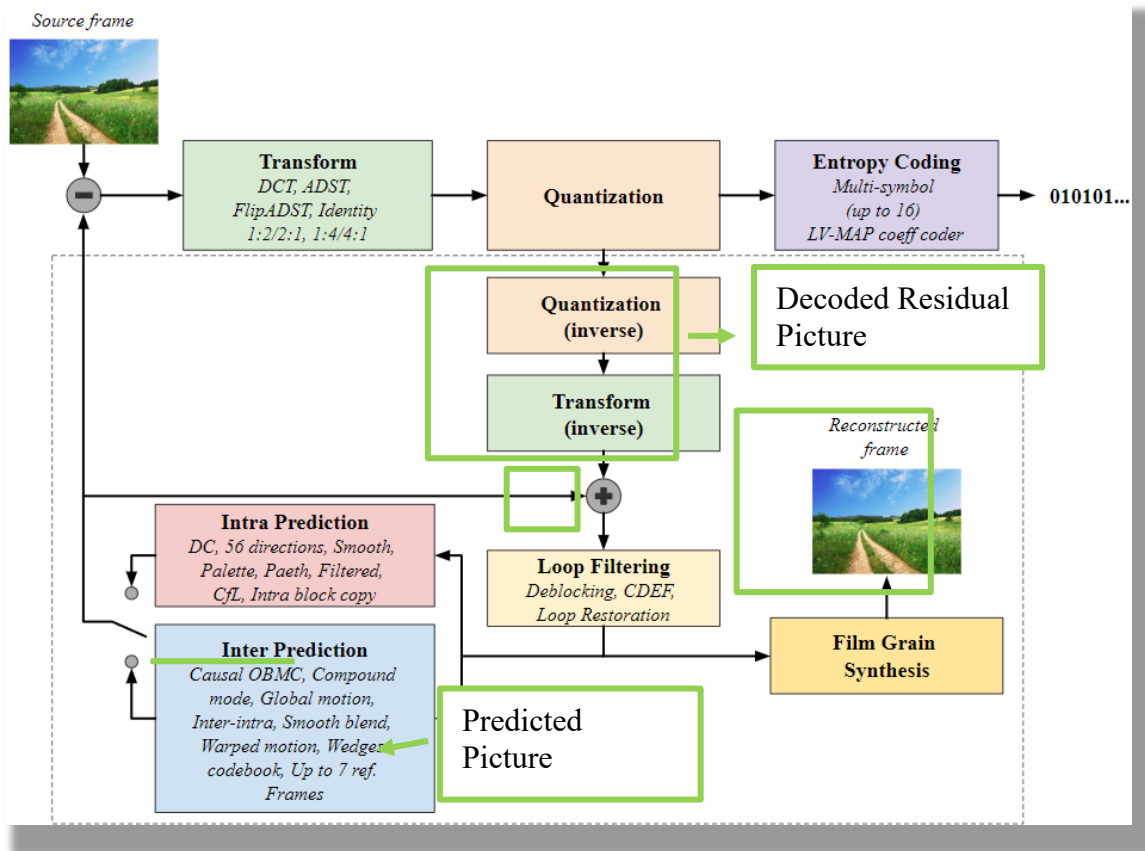 Source frame
Transform
DCT, ADST,
FlipADST, Identity
1:2/2:1, 1:4/4:1
Quantization
Entropy Coding
Multi-symbol
(up to 16)
LV-MAP coeff coder
010101...
Quantization
(inverse)
Decoded Residual
Picture
Transform
(inverse)
Reconstructed
frame
Intra Prediction
DC, 56 directions, Smooth,
Palette, Paeth, Filtered,
CfL, Intra block copy
Loop Filtering
Deblocking, CDEF,
Loop Restoration
Inter Prediction
Causal OBMC, Compound
mode, Global motion,
Inter-intra, Smooth blend,
Warped motion, Wedge
codebook, Up to 7 ref.
Frames
Film Grain
Synthesis
Predicted
Picture